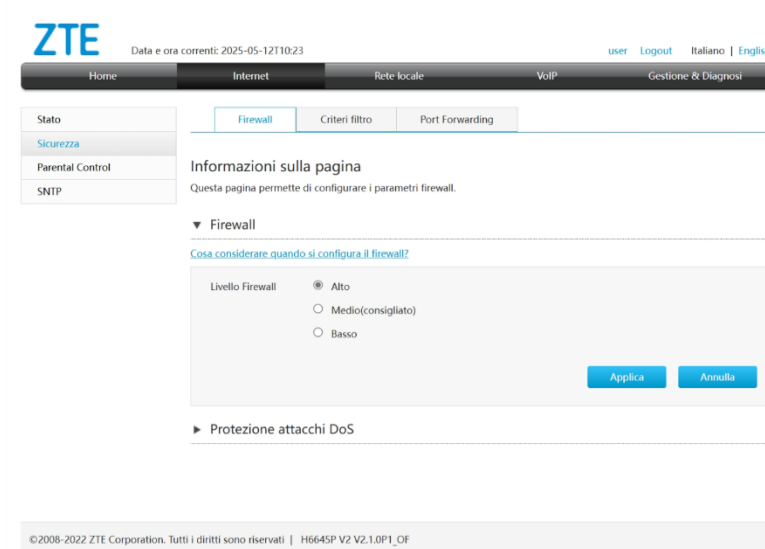 ZTE
Data e ora correnti: 2025-05-12T10:23
user Logout Italiano | Englis
Home Internet Rete locale VoIP Gestione & Diagnosi
Stato
Sicurezza
Parental Control
SNTP
Firewall Criteri filtro Port Forwarding
Informazioni sulla pagina
Questa pagina permette di configurare i parametri firewall.
▼ Firewall
Cosa considerare quando si configura il firewall?
Livello Firewall
Alto
Medio(consigliato)
Basso
Applica Annulla
► Protezione attacchi DoS
©2008-2022 ZTE Corporation. Tutti i diritti sono riservati | H6645P V2 V2.1.0P1_OF